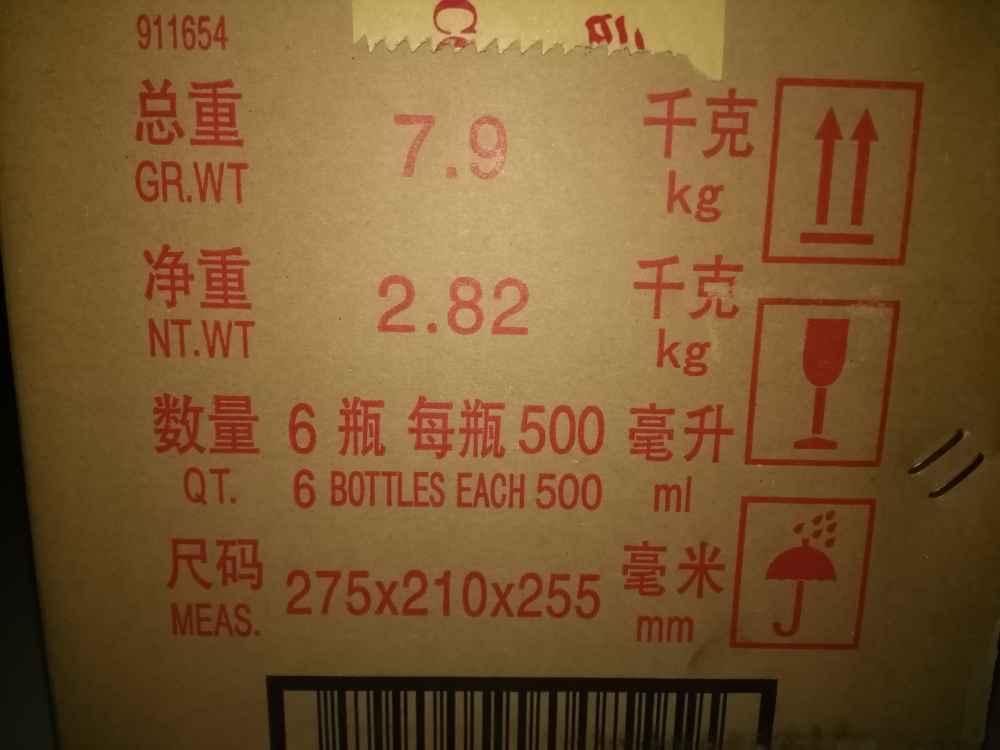 911654
总重 7.9 千克
GR.WT kg
净重 2.82 千克
NT.WT kg
数量 6 瓶 每瓶 500 毫升
QT. 6 BOTTLES EACH 500 ml
尺码 275x210x255 毫米
MEAS. mm